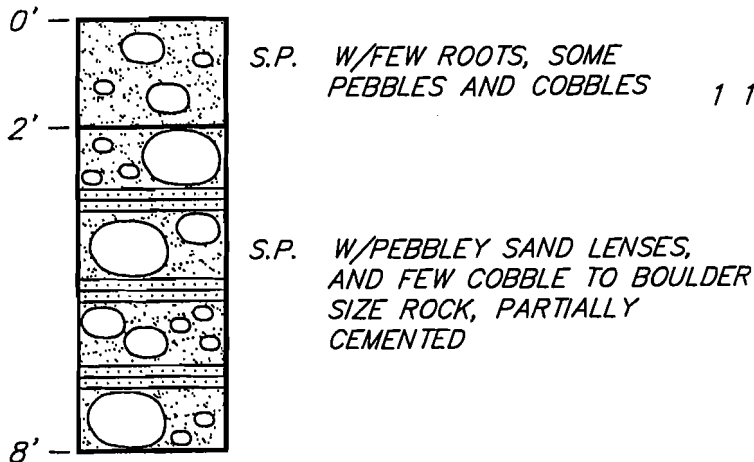 0'
S.P. W/FEW ROOTS, SOME
PEBBLES AND COBBLES 1 1
2'
S.P. W/PEBBLEY SAND LENSES,
AND FEW COBBLE TO BOULDER
SIZE ROCK, PARTIALLY
CEMENTED
8'